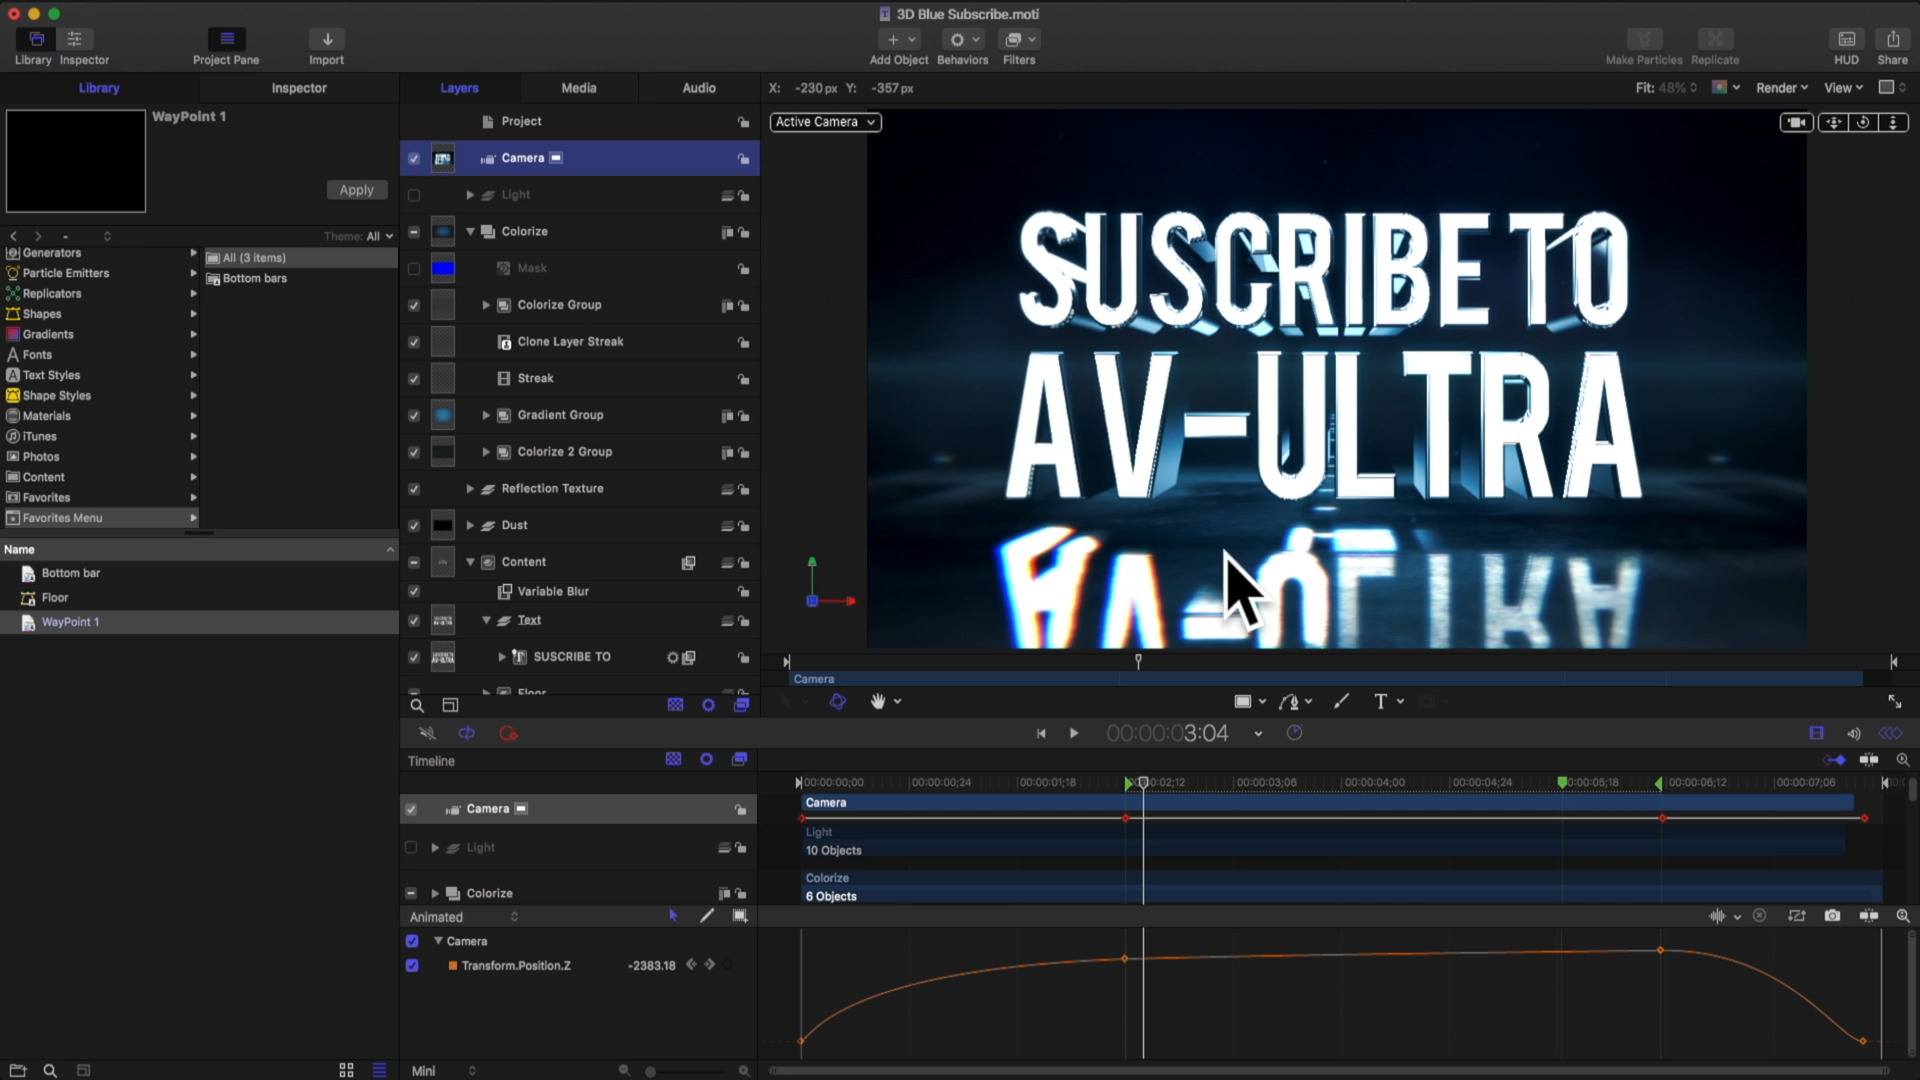 3D Blue Subscribe.moti
Library
Inspector
Project Pane
Import
Add Object
Behaviors
Filters
Make Particles
Replicate
HUD
Share
Library
Inspector
Layers
Media
Audio
X: -230 px Y: -357 px
Fit: 48%
Render
View
WayPoint 1
Apply
Theme: All
Generators
Particle Emitters
Replicators
Shapes
Gradients
Fonts
Text Styles
Shape Styles
Materials
iTunes
Photos
Content
Favorites
Favorites Menu
All (3 items)
Bottom bars
Name
Bottom bar
Floor
WayPoint 1
Project
Camera
Light
Colorize
Mask
Colorize Group
Clone Layer Streak
Streak
Gradient Group
Colorize 2 Group
Reflection Texture
Dust
Content
Variable Blur
Text
SUSCRIBE TO
Floor
Active Camera
SUSCRIBE TO
AV-ULTRA
Camera
T
00:00:03:04
Timeline
Camera
Light
Colorize
00:00:00;00
00:00:00;24
00:00:01;18
00:02;12
00:00:03;06
00:00:04;00
00:00:04;24
0:00:05;18
00:00:06;12
00:00:07;06
Camera
Light
10 Objects
Colorize
6 Objects
Animated
Camera
Transform.Position.Z
-2383.18
Mini